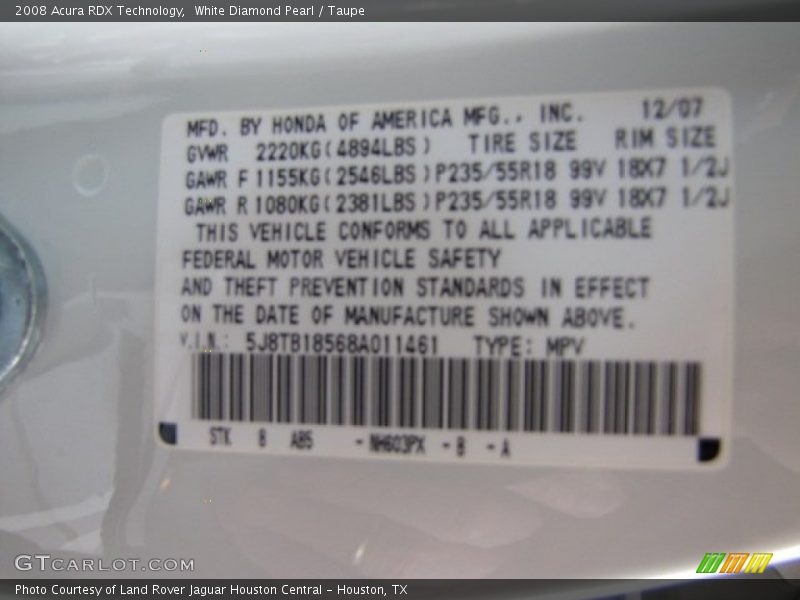 2008 Acura RDX Technology,  White Diamond Pearl / Taupe
MFD. BY HONDA OF AMERICA MFG., INC. 12/07
GVWR 2220KG(4894LBS) TIRE SIZE RIM SIZE
GAWR F 1155KG(2546LBS) P235/55R18 99V 18X7 1/2J
GAWR R 1080KG(2381LBS) P235/55R18 99V 18X7 1/2J
THIS VEHICLE CONFORMS TO ALL APPLICABLE
FEDERAL MOTOR VEHICLE SAFETY
AND THEFT PREVENTION STANDARDS IN EFFECT
ON THE DATE OF MANUFACTURE SHOWN ABOVE.
V.I.N.: 5J8TB18568A011461 TYPE: MPV
STK 8 AB5 -NH603PX -B -A
GTCARLOT.COM
Photo Courtesy of Land Rover Jaguar Houston Central - Houston, TX